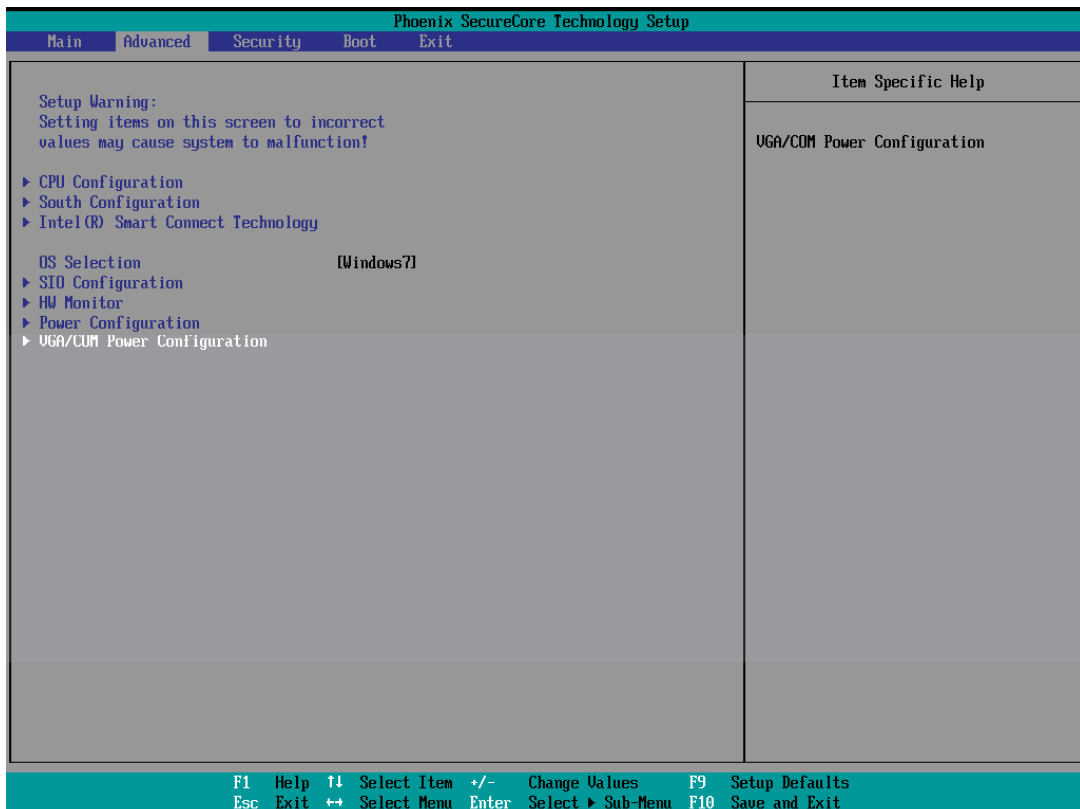 Phoenix SecureCore Technology Setup
Main Advanced Security Boot Exit
Setup Warning:
Setting items on this screen to incorrect
values may cause system to malfunction!
▶ CPU Configuration
▶ South Configuration
▶ Intel(R) Smart Connect Technology
OS Selection [Windows7]
▶ SIO Configuration
▶ HW Monitor
▶ Power Configuration
▶ VGA/COM Power Configuration
Item Specific Help
VGA/COM Power Configuration
F1 Help ↑↓ Select Item +/- Change Values F9 Setup Defaults
Esc Exit ↔ Select Menu Enter Select ▶ Sub-Menu F10 Save and Exit